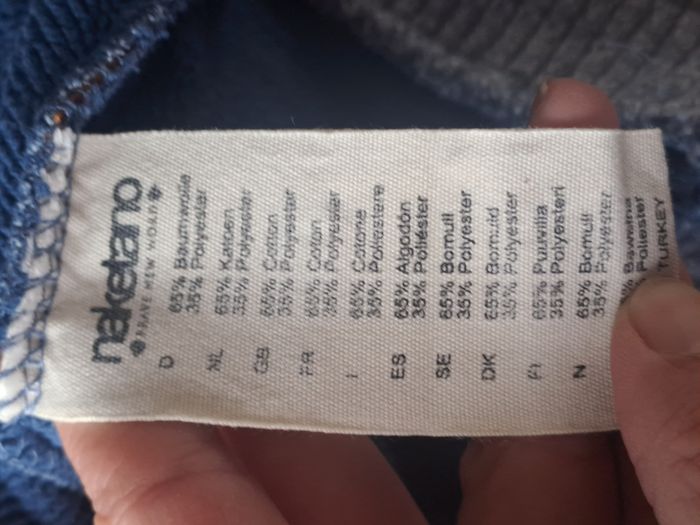 naketano
BRAVE NEW NOAD
D
65% Baumwolle
35% Polyester
NL
65% Katoen
35% Polyester
GB
65% Cotton
35% Polyester
FR
65% Coton
35% Polyester
I
65% Cotone
35% Poliestere
ES
65% Algodón
35% Poliéster
SE
65% Bomull
35% Polyester
DK
65% Bomuld
35% Polyester
FI
65% Puuvilla
35% Polyesteri
N
65% Bomull
35% Polyester
Poliester
TURKEY